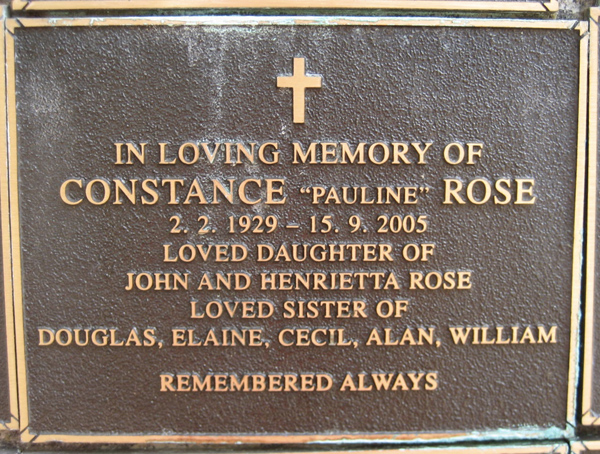 IN LOVING MEMORY OF
CONSTANCE "PAULINE" ROSE
2. 2. 1929 – 15. 9. 2005
LOVED DAUGHTER OF
JOHN AND HENRIETTA ROSE
LOVED SISTER OF
DOUGLAS, ELAINE, CECIL, ALAN, WILLIAM
REMEMBERED ALWAYS